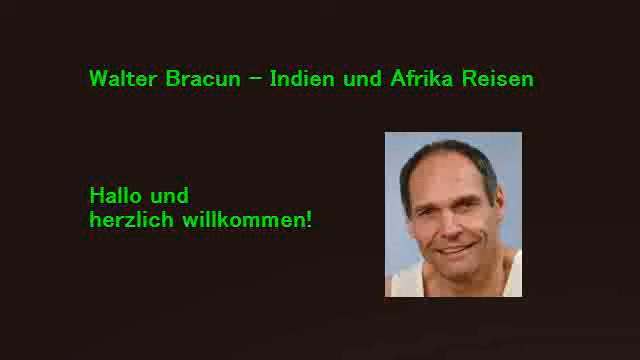 Walter Bracun - Indien und Afrika Reisen
Hallo und
herzlich willkommen!